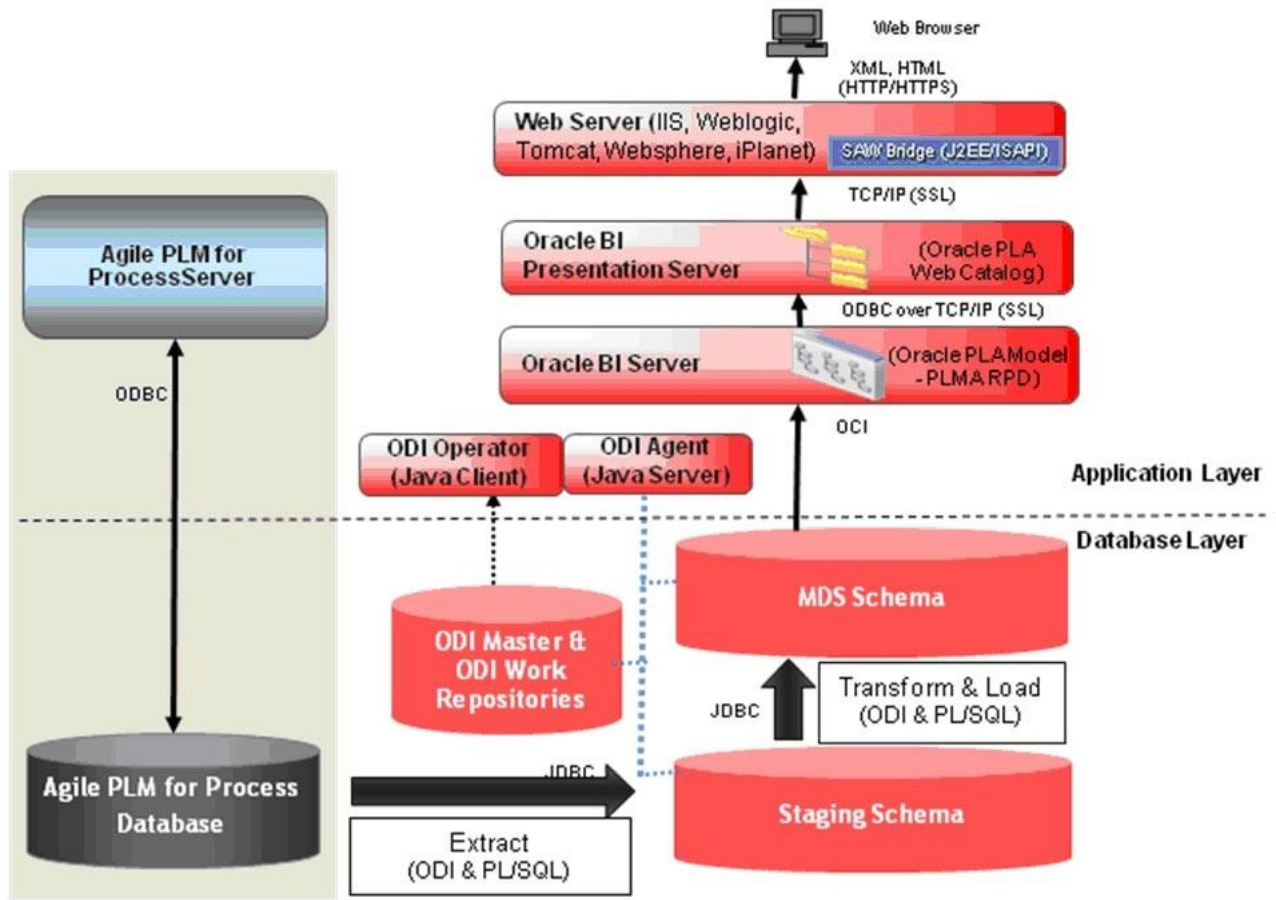 Web Browser
XML, HTML
(HTTP/HTTPS)
Web Server (IIS, Weblogic,
Tomcat, Websphere, iPlanet)
SAW Bridge (J2EE/ISAPI)
TCP/IP (SSL)
Agile PLM for
ProcessServer
Oracle BI
Presentation Server
(Oracle PLA
Web Catalog)
ODBC over TCP/IP (SSL)
Oracle BI Server
(Oracle PLAModel
- PLMA RPD)
ODBC
OCI
ODI Operator
(Java Client)
ODI Agent
(Java Server)
Application Layer
Database Layer
MDS Schema
ODI Master &
ODI Work
Repositories
JDBC
Transform & Load
(ODI & PL/SQL)
Agile PLM for Process
Database
JDBC
Extract
(ODI & PL/SQL)
Staging Schema